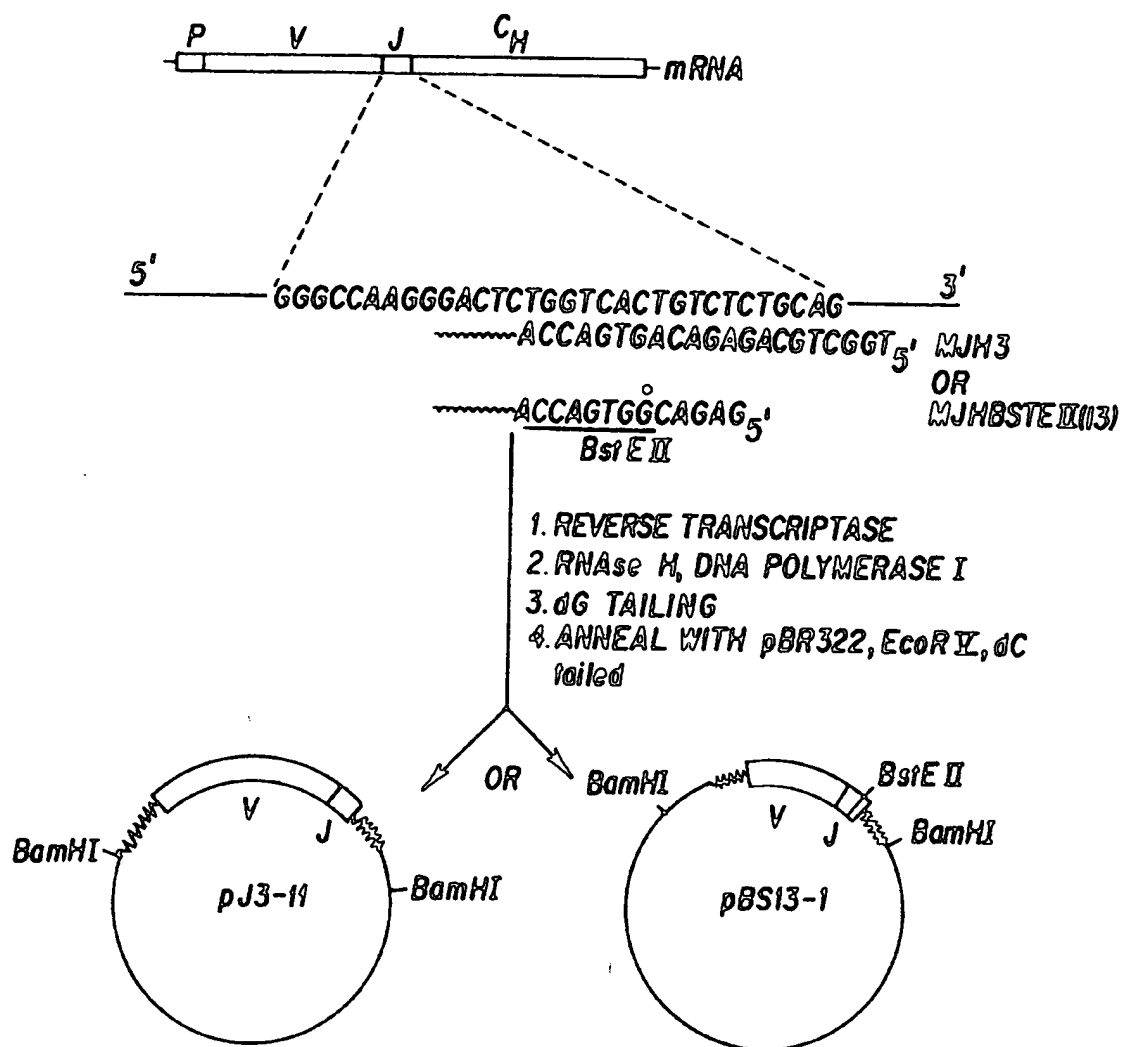 P V J CH
mRNA
5' 3'
GGGCCAAGGGACTCTGGTCACTGTCTCTGCAG
ACCAGTGACAGAGACGTCGGT5' MJH3
OR
MJHBSTEII(13)
ACCAGTGGCAGAG5'
BstEII
1. REVERSE TRANSCRIPTASE
2. RNAse H, DNA POLYMERASE I
3. dG TAILING
4. ANNEAL WITH pBR322, EcoRV, dC
tailed
OR
BamHI
V
J
BamHI
pJ3-11
BamHI
BstEII
V
J
BamHI
pBS13-1